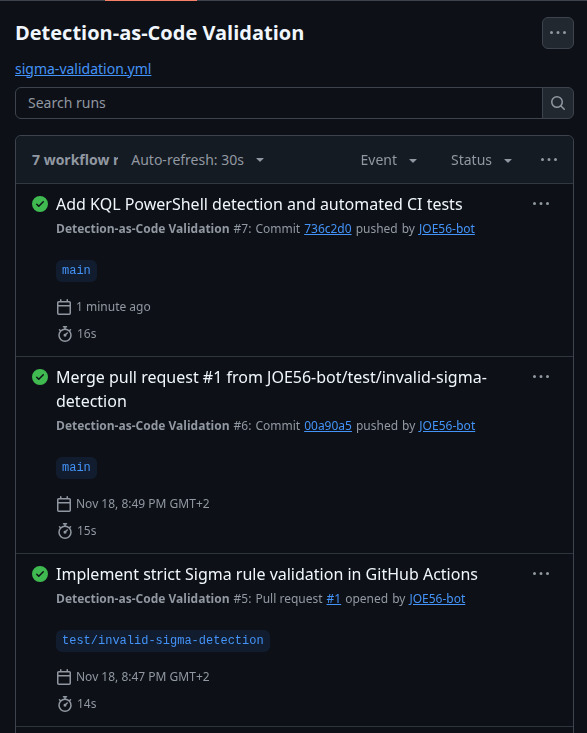 Detection-as-Code Validation
sigma-validation.yml
Search runs
7 workflow r Auto-refresh: 30s Event Status
Add KQL PowerShell detection and automated CI tests
Detection-as-Code Validation #7: Commit 736c2d0 pushed by JOE56-bot
main
1 minute ago
16s
Merge pull request #1 from JOE56-bot/test/invalid-sigma-
detection
Detection-as-Code Validation #6: Commit 00a90a5 pushed by JOE56-bot
main
Nov 18, 8:49 PM GMT+2
15s
Implement strict Sigma rule validation in GitHub Actions
Detection-as-Code Validation #5: Pull request #1 opened by JOE56-bot
test/invalid-sigma-detection
Nov 18, 8:47 PM GMT+2
14s